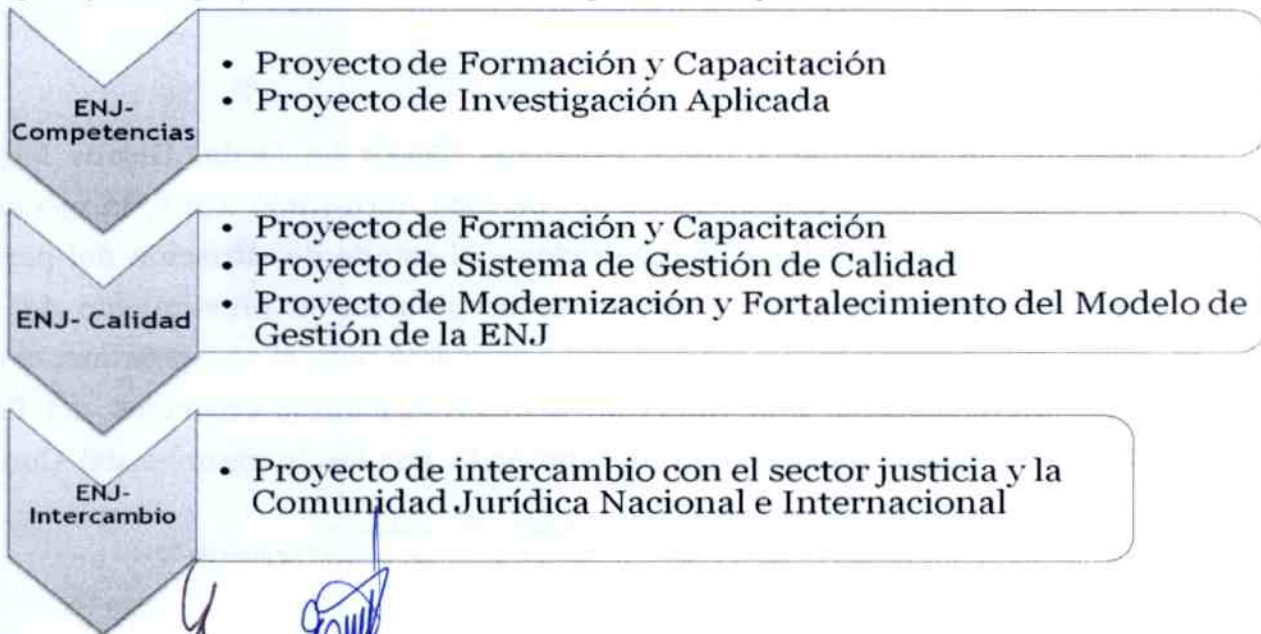 ENJ-
Competencias
• Proyecto de Formación y Capacitación
• Proyecto de Investigación Aplicada
ENJ- Calidad
• Proyecto de Formación y Capacitación
• Proyecto de Sistema de Gestión de Calidad
• Proyecto de Modernización y Fortalecimiento del Modelo de
Gestión de la ENJ
ENJ-
Intercambio
• Proyecto de intercambio con el sector justicia y la
Comunidad Jurídica Nacional e Internacional